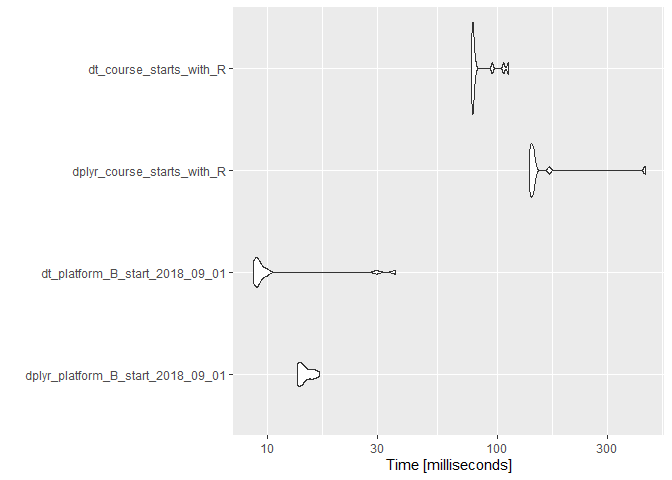 dt_course_starts_with_R
dplyr_course_starts_with_R
dt_platform_B_start_2018_09_01
dplyr_platform_B_start_2018_09_01
10 30 100 300
Time [milliseconds]